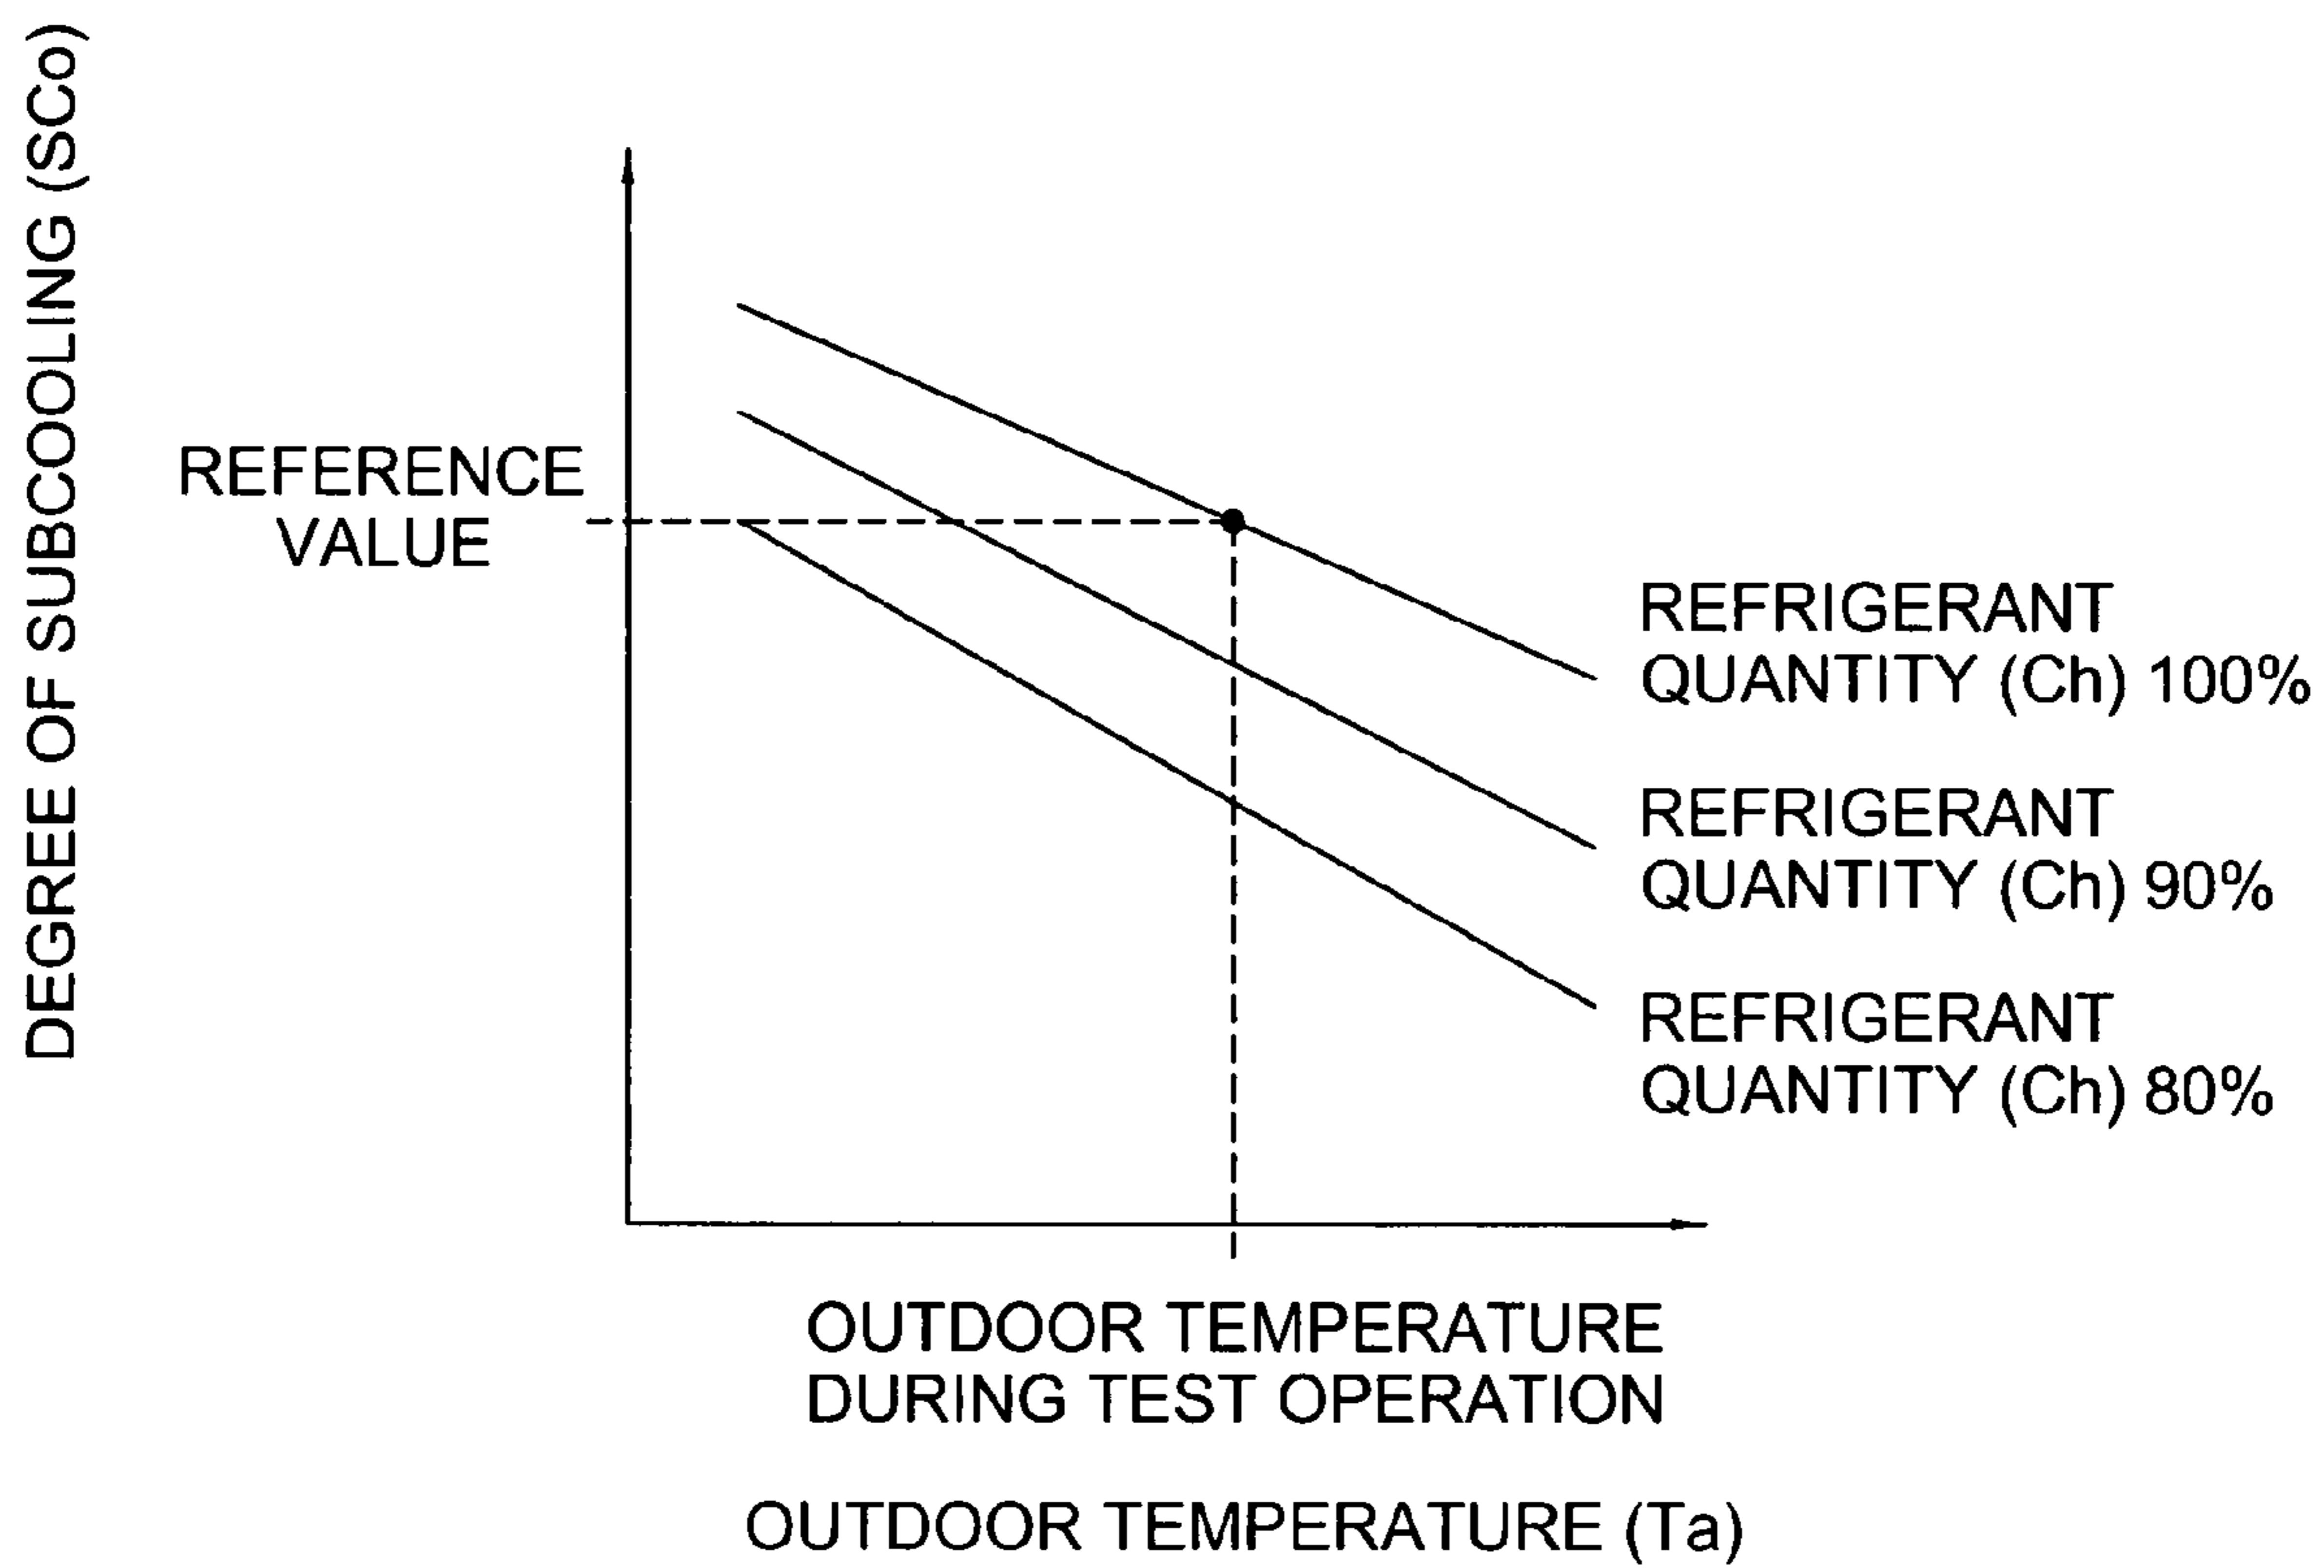 DEGREE OF SUBCOOLING (SCo)
REFERENCE
VALUE
REFRIGERANT
QUANTITY (Ch) 100%
REFRIGERANT
QUANTITY (Ch) 90%
REFRIGERANT
QUANTITY (Ch) 80%
OUTDOOR TEMPERATURE
DURING TEST OPERATION
OUTDOOR TEMPERATURE (Ta)